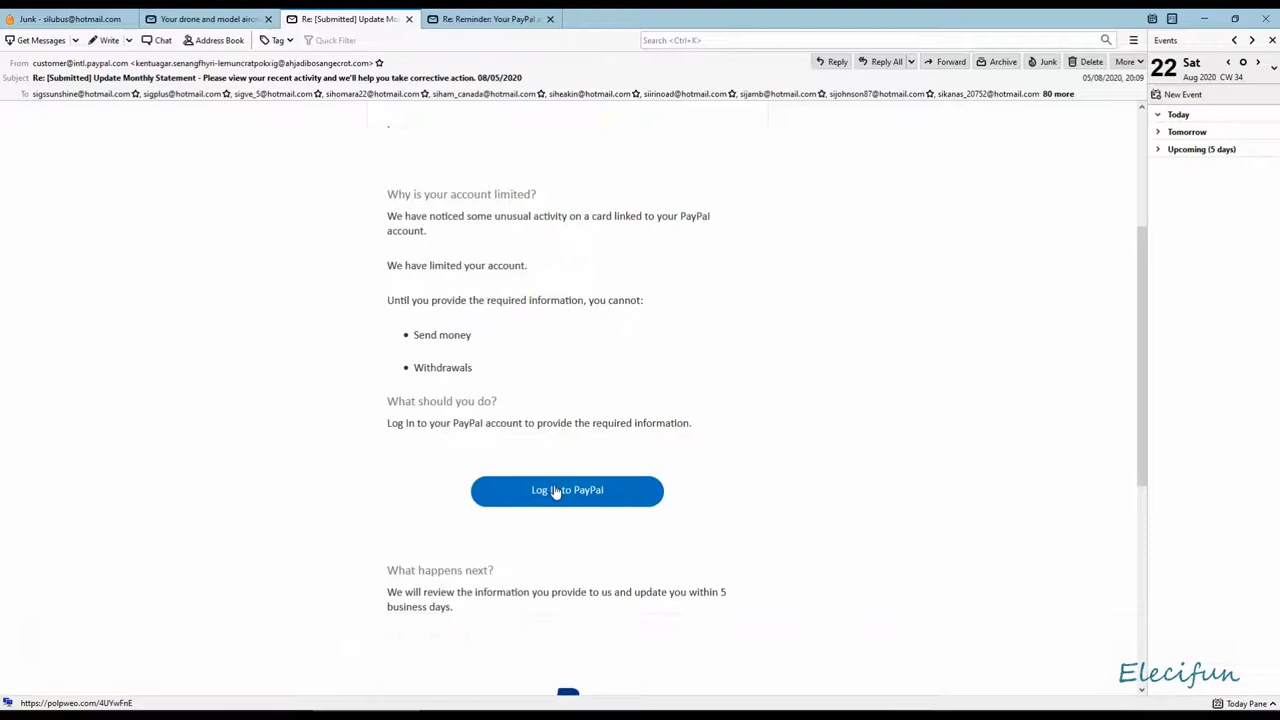 Junk - silubus@hotmail.com
Your drone and model aircr
Re: [Submitted] Update Mo
Re: Reminder: Your PayPal a
Get Messages
Write
Chat
Address Book
Tag
Quick Filter
Search <Ctrl+K>
Events
From customer@intl.paypal.com <kentuagar.senangfhyri-lemuncratpokrig@ahjadibosangecrot.com>
Reply
Reply All
Forward
Archive
Junk
Delete
More
22
Sat
Aug 2020 CW 34
Subject Re: [Submitted] Update Monthly Statement - Please view your recent activity and we'll help you take corrective action. 08/05/2020
05/08/2020, 20:09
To sigssunshine@hotmail.com, sigplus@hotmail.com, sigve_5@hotmail.com, sihomara22@hotmail.com, siham_canada@hotmail.com, siheakin@hotmail.com, siirinoad@hotmail.com, sijamb@hotmail.com, sijohnson87@hotmail.com, sikanas_20752@hotmail.com 80 more
New Event
Today
Tomorrow
Upcoming (5 days)
Why is your account limited?
We have noticed some unusual activity on a card linked to your PayPal
account.
We have limited your account.
Until you provide the required information, you cannot:
• Send money
• Withdrawals
What should you do?
Log In to your PayPal account to provide the required information.
Log In to PayPal
What happens next?
We will review the information you provide to us and update you within 5
business days.
Elecifun
https://polpweo.com/4UYwFnE
Today Pane